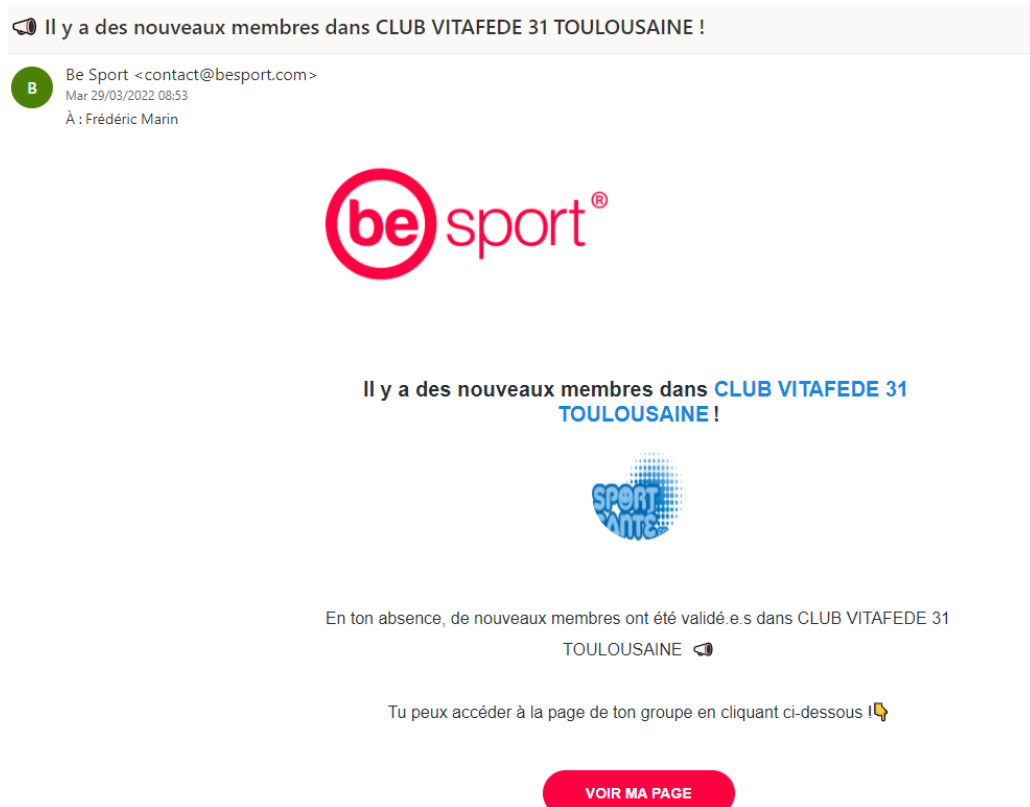 📣 Il y a des nouveaux membres dans CLUB VITAFEDE 31 TOULOUSAINE !
B
Be Sport <contact@besport.com>
Mar 29/03/2022 08:53
À : Frédéric Marin
be sport®
Il y a des nouveaux membres dans CLUB VITAFEDE 31
TOULOUSAINE !
SPORT
SANTÉ
En ton absence, de nouveaux membres ont été validé.e.s dans CLUB VITAFEDE 31
TOULOUSAINE 📣
Tu peux accéder à la page de ton groupe en cliquant ci-dessous !👇
VOIR MA PAGE